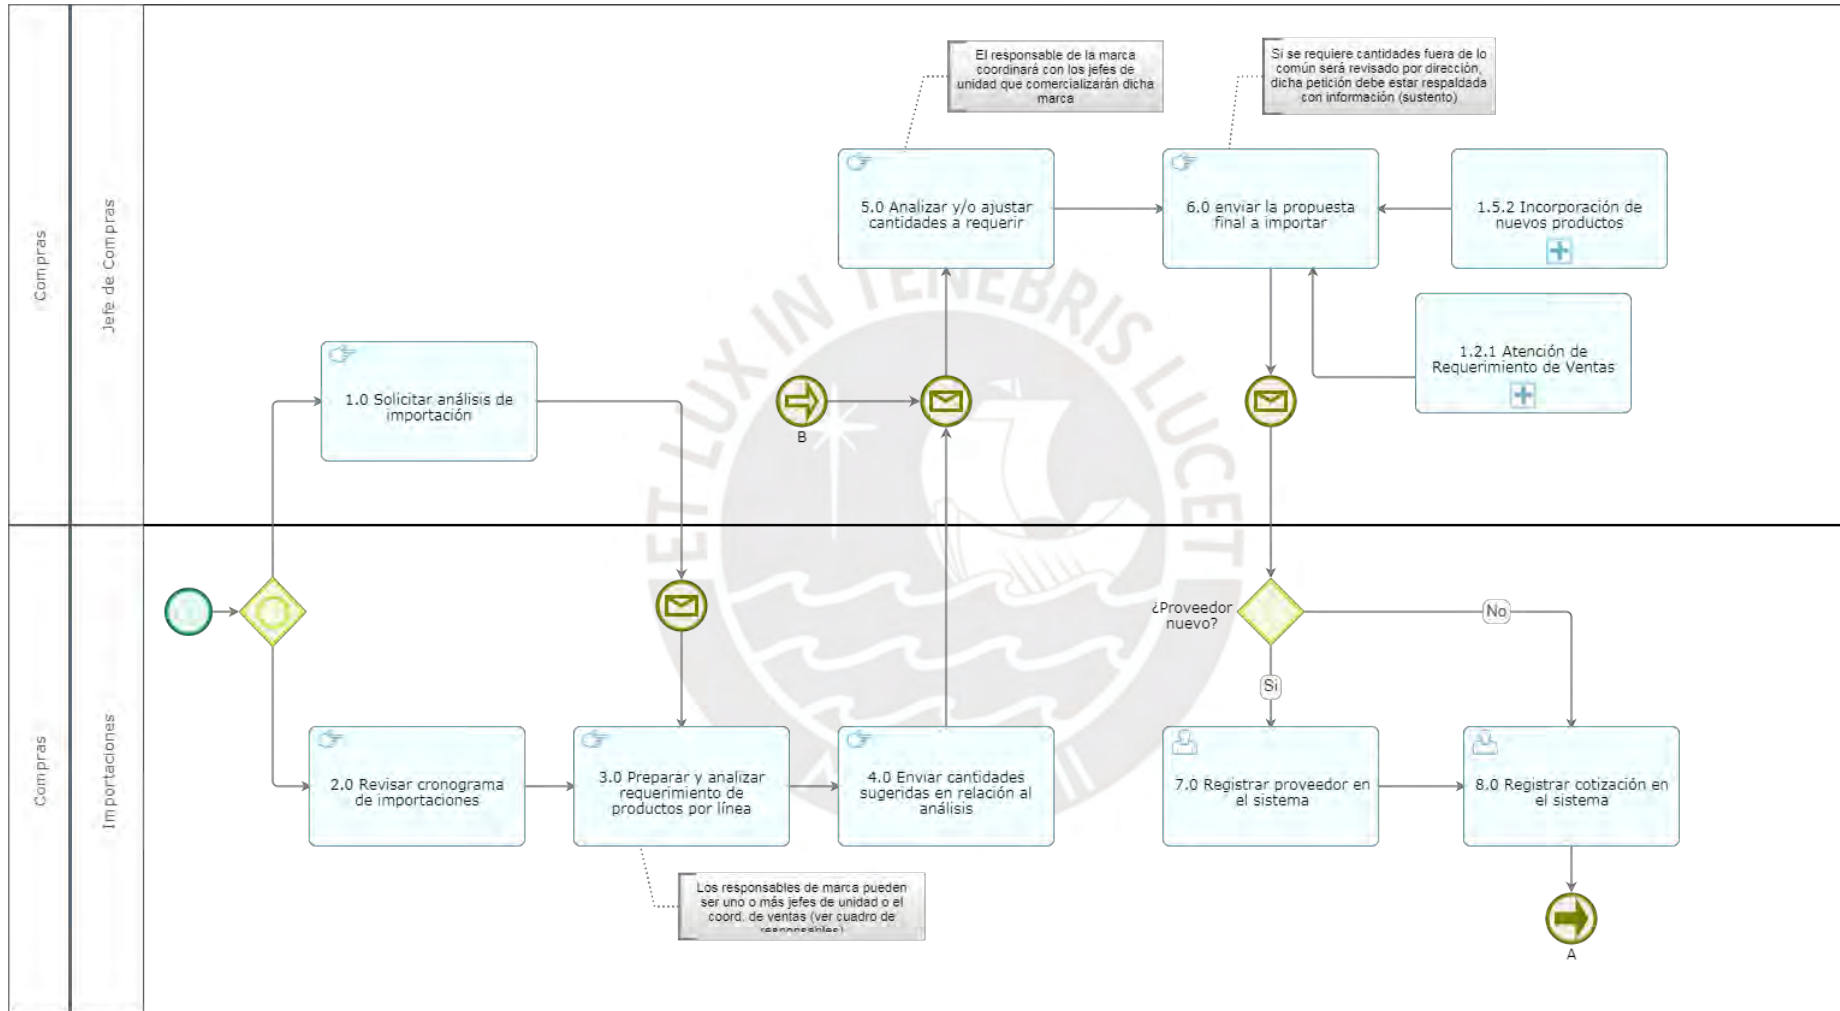 Compras
Jefe de Compras
El responsable de la marca
coordinará con los jefes de
unidad que comercializarán dicha
marca
Si se requiere cantidades fuera de lo
común será revisado por dirección,
dicha petición debe estar respaldada
con información (sustento)
5.0 Analizar y/o ajustar
cantidades a requerir
6.0 enviar la propuesta
final a importar
1.5.2 Incorporación de
nuevos productos
1.2.1 Atención de
Requerimiento de Ventas
1.0 Solicitar análisis de
importación
B
ET LUX IN TENEBRIS LUCET
Compras
Importaciones
¿Proveedor
nuevo?
No
Si
2.0 Revisar cronograma
de importaciones
3.0 Preparar y analizar
requerimiento de
productos por línea
4.0 Enviar cantidades
sugeridas en relación al
análisis
7.0 Registrar proveedor en
el sistema
8.0 Registrar cotización en
el sistema
Los responsables de marca pueden
ser uno o más jefes de unidad o el
coord. de ventas (ver cuadro de
responsables)
A